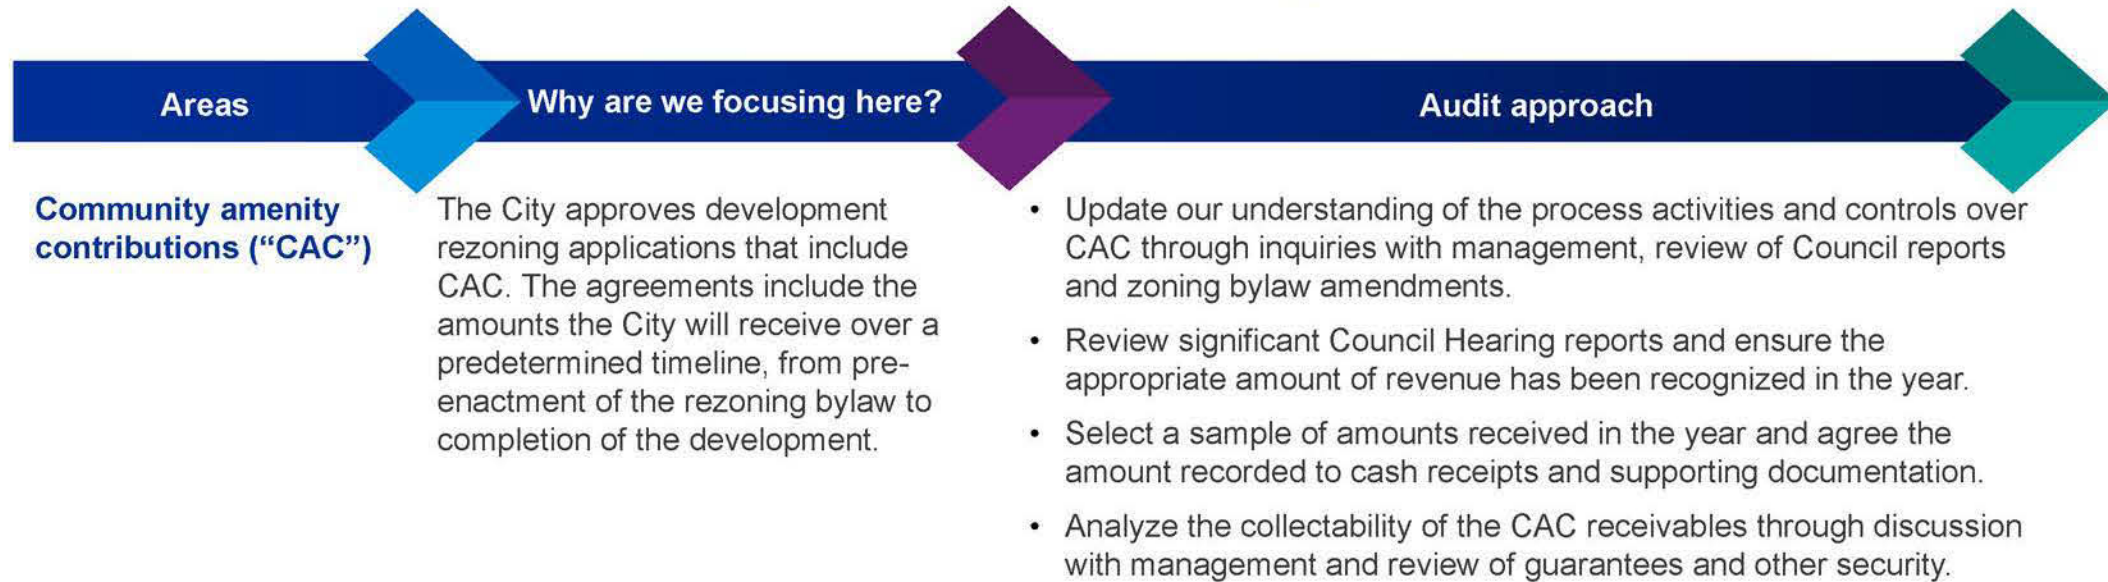 Areas
Why are we focusing here?
Audit approach
Community amenity
contributions (“CAC”)
The City approves development
rezoning applications that include
CAC. The agreements include the
amounts the City will receive over a
predetermined timeline, from pre-
enactment of the rezoning bylaw to
completion of the development.
• Update our understanding of the process activities and controls over
CAC through inquiries with management, review of Council reports
and zoning bylaw amendments.
• Review significant Council Hearing reports and ensure the
appropriate amount of revenue has been recognized in the year.
• Select a sample of amounts received in the year and agree the
amount recorded to cash receipts and supporting documentation.
• Analyze the collectability of the CAC receivables through discussion
with management and review of guarantees and other security.